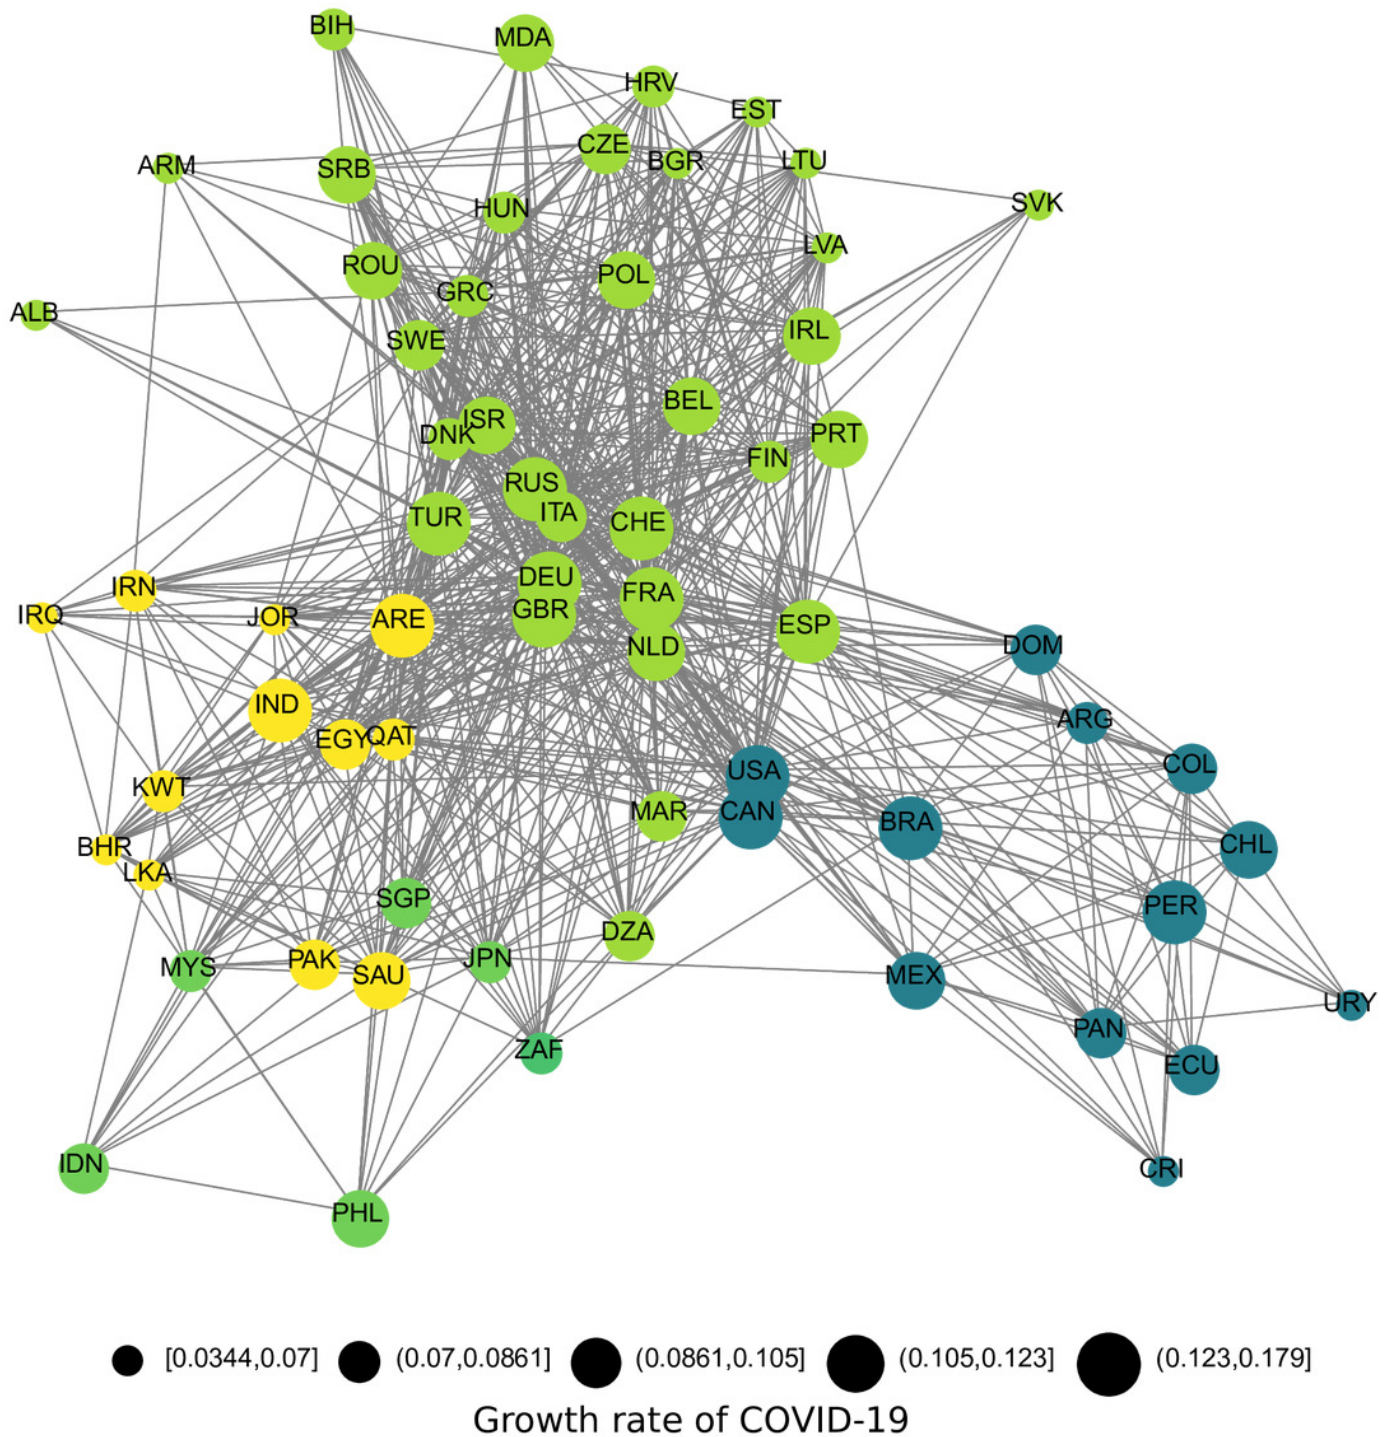 BIH
MDA
HRV
EST
CZE
BGR
LTU
ARM
SRB
SVK
HUN
LVA
ROU
POL
GRC
ALB
IRL
SWE
BEL
ISR
DNK
PRT
FIN
RUS
ITA
TUR
CHE
DEU
FRA
IRN
IRQ
JOR
ARE
GBR
ESP
NLD
DOM
IND
ARG
EGY
QAT
COL
USA
KWT
MAR
CAN
BRA
BHR
CHL
LKA
SGP
PER
DZA
MYS
PAK
SAU
JPN
MEX
URY
PAN
ZAF
ECU
IDN
CRI
PHL
[0.0344,0.07] (0.07,0.0861] (0.0861,0.105] (0.105,0.123] (0.123,0.179]
Growth rate of COVID-19